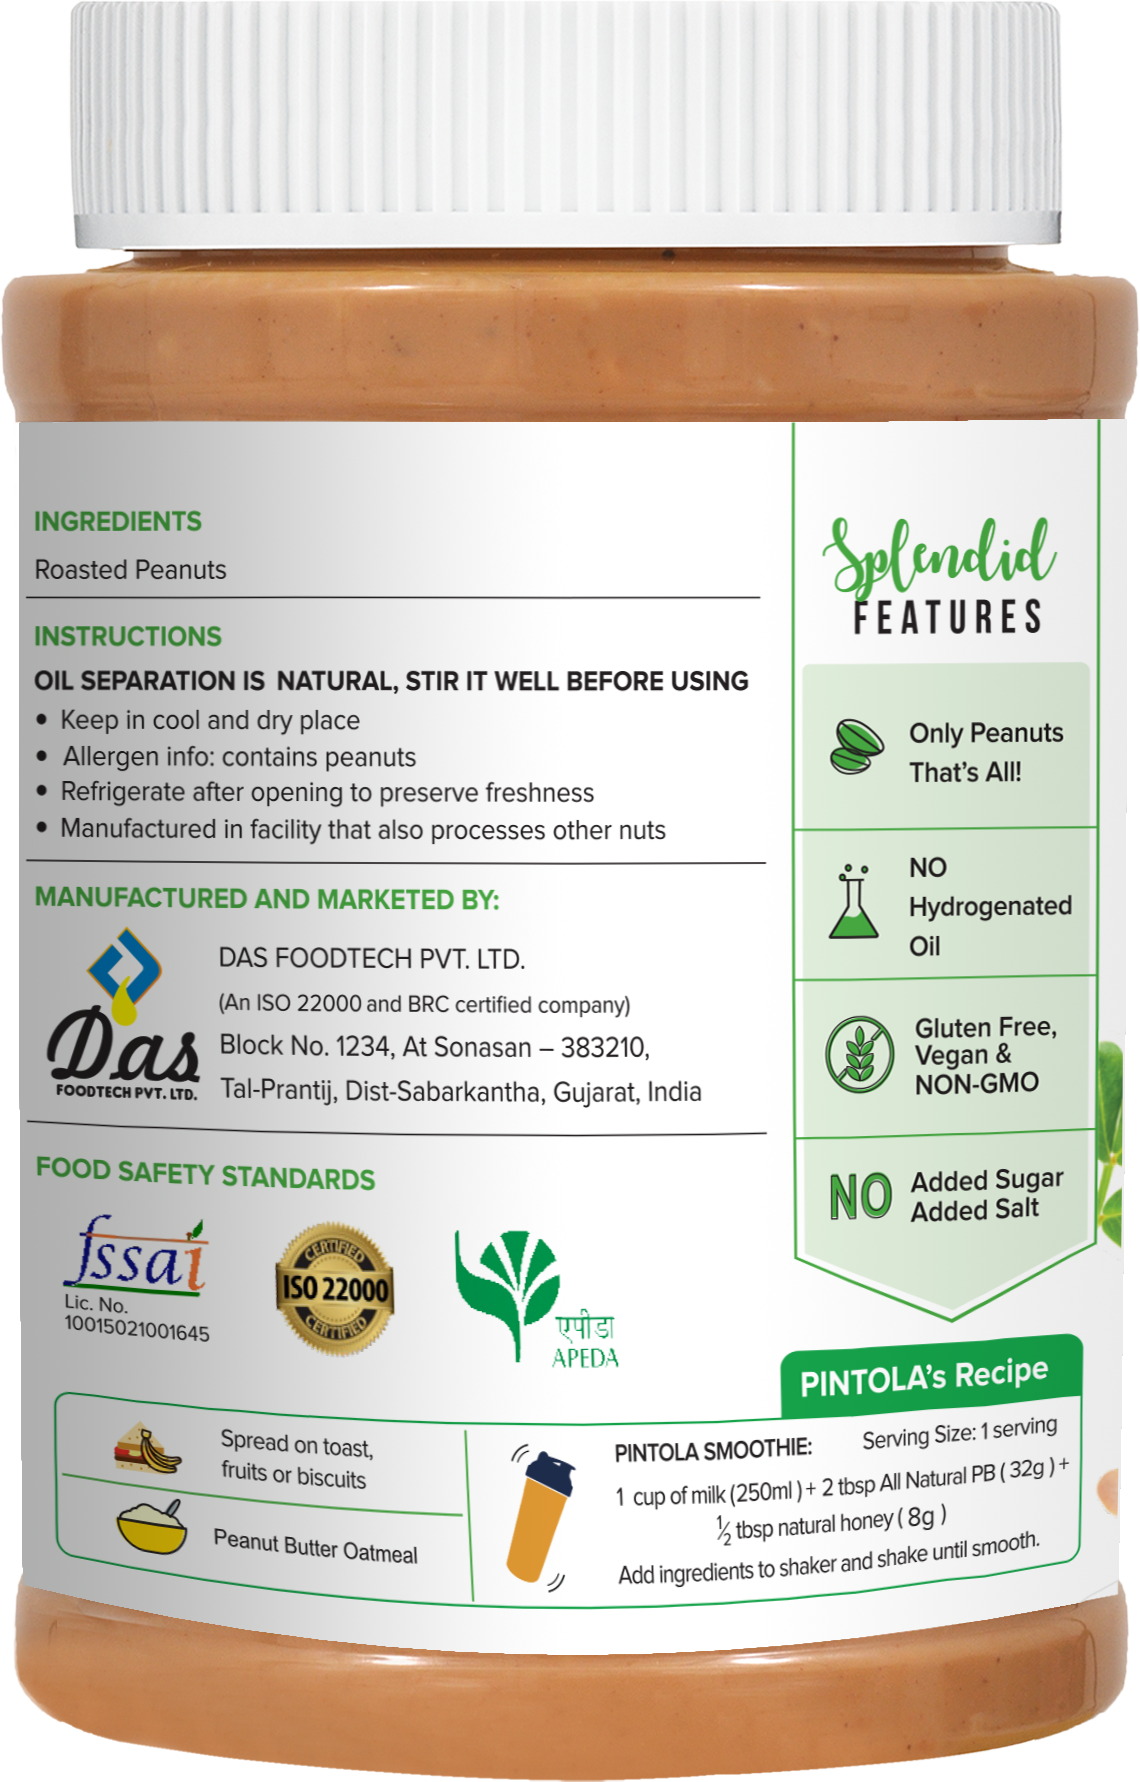 INGREDIENTS
Roasted Peanuts
INSTRUCTIONS
OIL SEPARATION IS NATURAL, STIR IT WELL BEFORE USING
• Keep in cool and dry place
• Allergen info: contains peanuts
• Refrigerate after opening to preserve freshness
• Manufactured in facility that also processes other nuts
MANUFACTURED AND MARKETED BY:
Das
FOODTECH PVT. LTD.
DAS FOODTECH PVT. LTD.
(An ISO 22000 and BRC certified company)
Block No. 1234, At Sonasan – 383210,
Tal-Prantij, Dist-Sabarkantha, Gujarat, India
FOOD SAFETY STANDARDS
fssai
Lic. No.
10015021001645
CERTIFIED
ISO 22000
CERTIFIED
एपीडा
APEDA
Splendid
FEATURES
Only Peanuts
That's All!
NO
Hydrogenated
Oil
Gluten Free,
Vegan &
NON-GMO
NO
Added Sugar
Added Salt
Spread on toast,
fruits or biscuits
Peanut Butter Oatmeal
PINTOLA's Recipe
PINTOLA SMOOTHIE: Serving Size: 1 serving
1 cup of milk (250ml ) + 2 tbsp All Natural PB ( 32g ) +
½ tbsp natural honey ( 8g )
Add ingredients to shaker and shake until smooth.